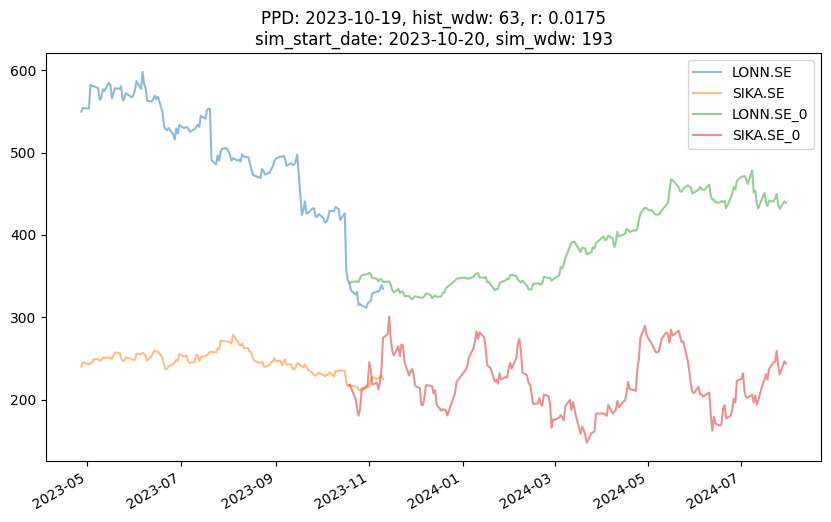 PPD: 2023-10-19, hist_wdw: 63, r: 0.0175
sim_start_date: 2023-10-20, sim_wdw: 193
LONN.SE
SIKA.SE
LONN.SE_0
SIKA.SE_0
600
500
400
300
200
2023-05
2023-07
2023-09
2023-11
2024-01
2024-03
2024-05
2024-07